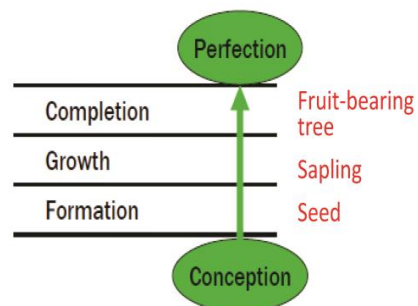 Perfection
Completion
Fruit-bearing
tree
Growth
Sapling
Formation
Seed
Conception